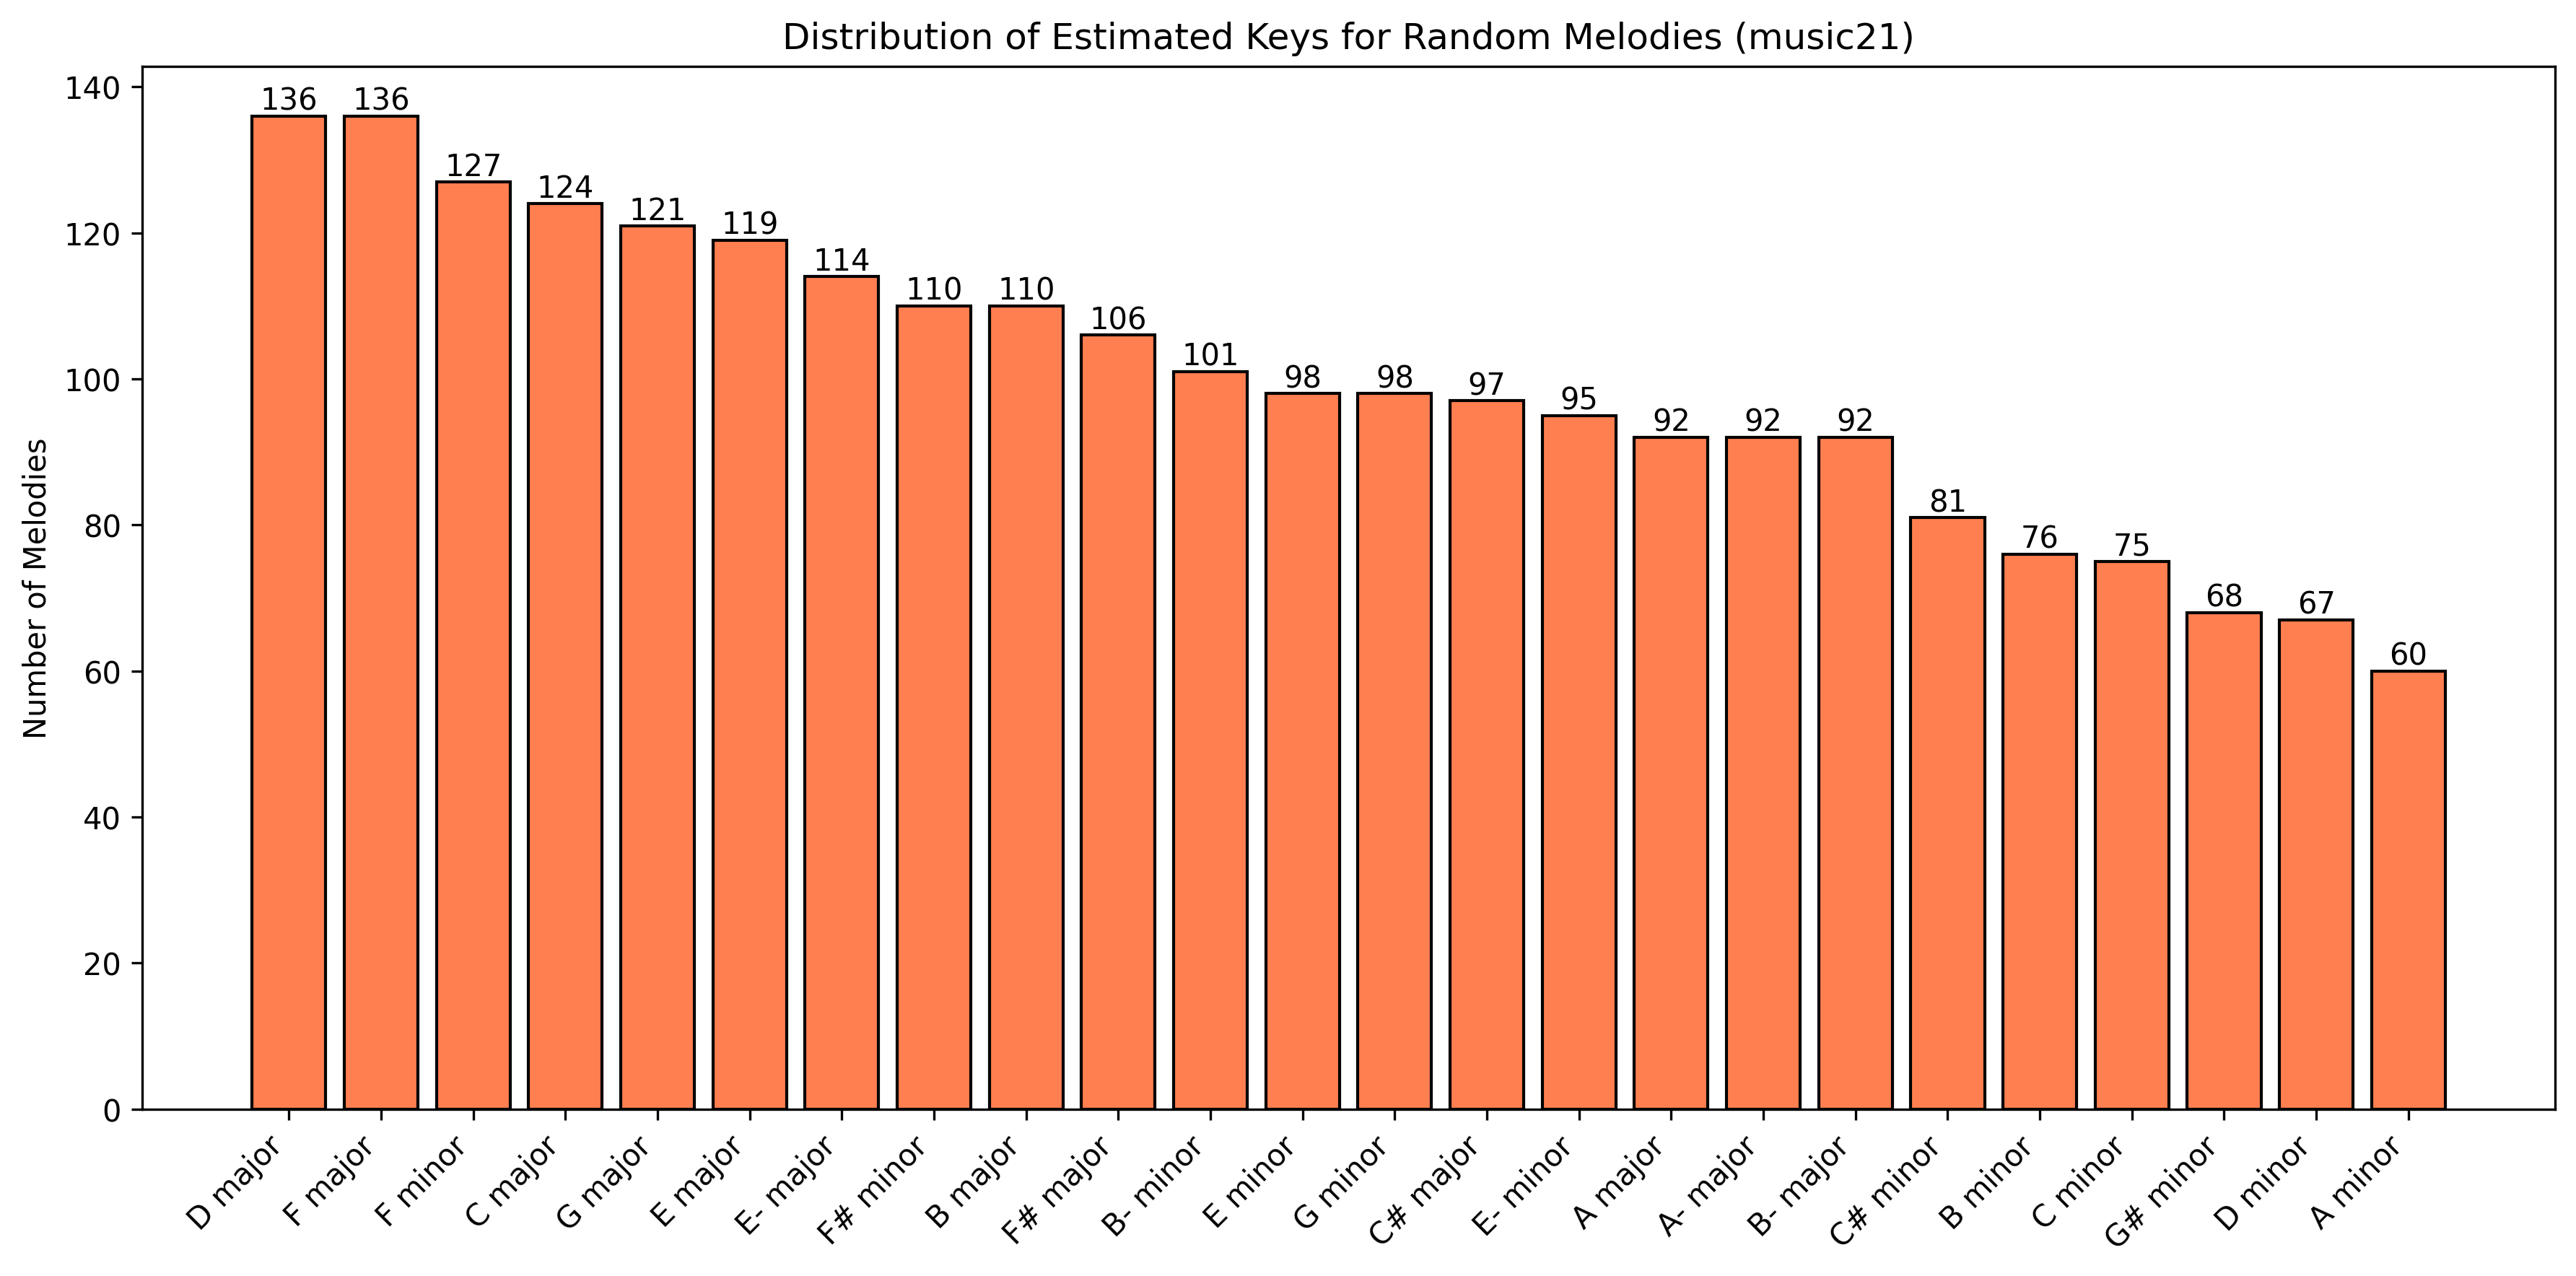 Distribution of Estimated Keys for Random Melodies (music21)
Number of Melodies
140
120
100
80
60
40
20
0
136 136 127 124 121 119 114 110 110 106 101 98 98 97 95 92 92 92 81 76 75 68 67 60
D major
F major
F minor
C major
G major
E major
E- major
F# minor
B major
F# major
B- minor
E minor
G minor
C# major
E- minor
A major
A- major
B- major
C# minor
B minor
C minor
G# minor
D minor
A minor